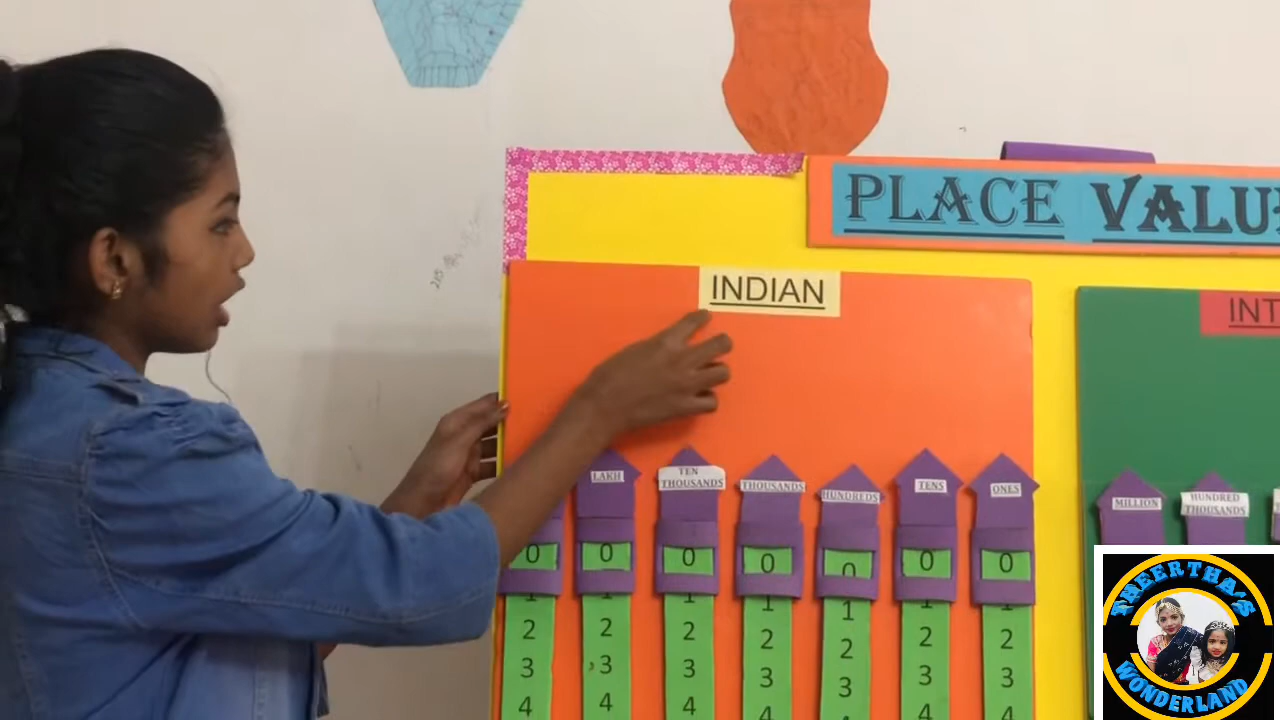 PLACE VALU
INDIAN
INT
LAKH
TEN
THOUSANDS
THOUSANDS
HUNDREDS
TENS
ONES
MILLION
HUNDRED
THOUSANDS
0 0 0 0 0 0 0
1 1 1 1 1 1 1
2 2 2 2 2 2 2
3 3 3 3 3 3 3
4 4 4 4 4 4 4
THEERTHA'S
WONDERLAND